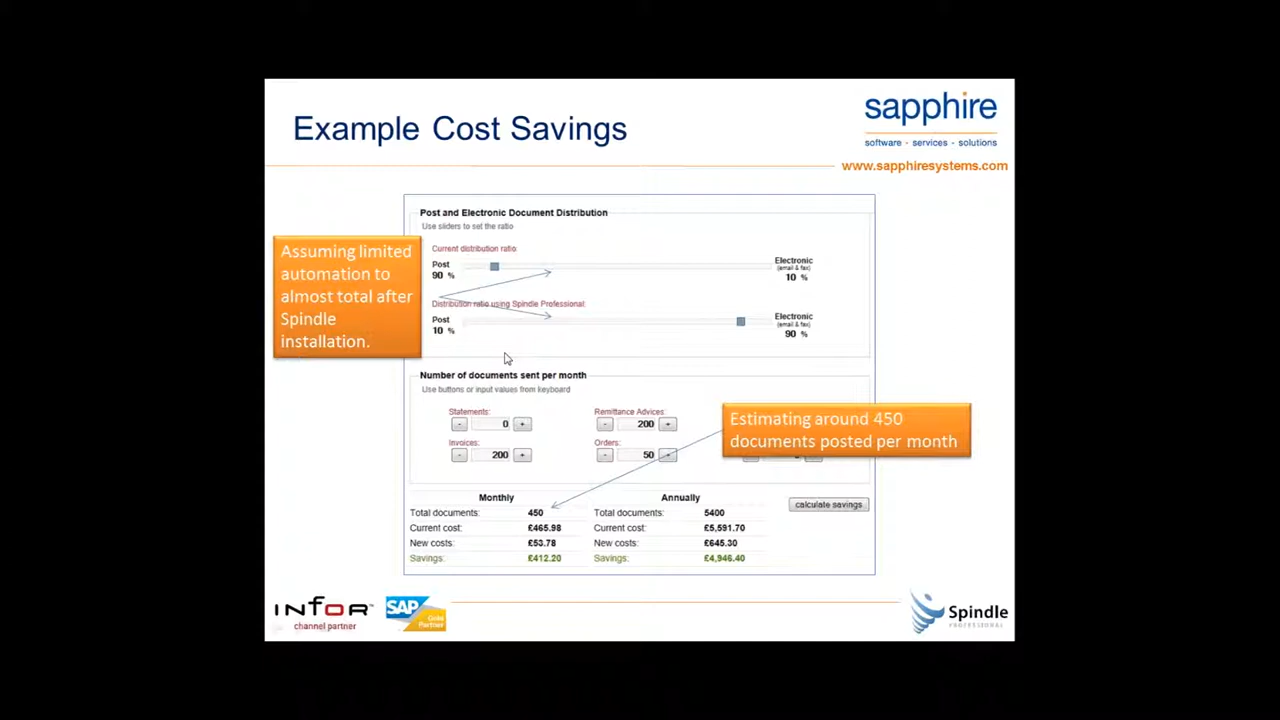 Example Cost Savings
sapphire
software - services - solutions
www.sapphiresystems.com
Post and Electronic Document Distribution
Use sliders to set the ratio
Assuming limited
automation to
almost total after
Spindle
installation.
Current distribution ratio:
Post
90 %
Electronic
(email & fax)
10 %
Distribution ratio using Spindle Professional:
Post
10 %
Electronic
(email & fax)
90 %
Number of documents sent per month
Use buttons or input values from keyboard
Statements:
- 0 +
Remittance Advices:
- 200 +
Invoices:
- 200 +
Orders:
- 50 +
Estimating around 450
documents posted per month
Monthly
Total documents: 450
Current cost: £465.98
New costs: £53.78
Savings: £412.20
Annually
Total documents: 5400
Current cost: £5,591.70
New costs: £645.30
Savings: £4,946.40
calculate savings
INFOR™
channel partner
SAP
Gold
Partner
Spindle
PROFESSIONAL